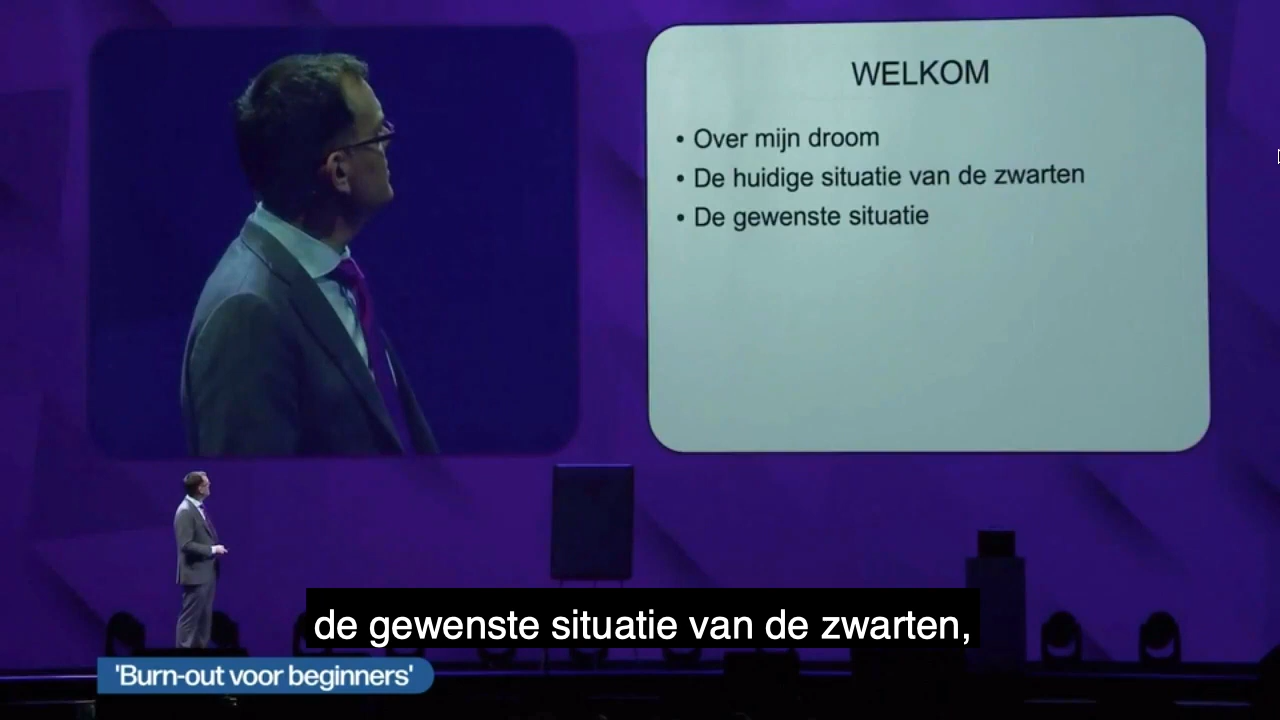 WELKOM
• Over mijn droom
• De huidige situatie van de zwarten
• De gewenste situatie
de gewenste situatie van de zwarten,
'Burn-out voor beginners'